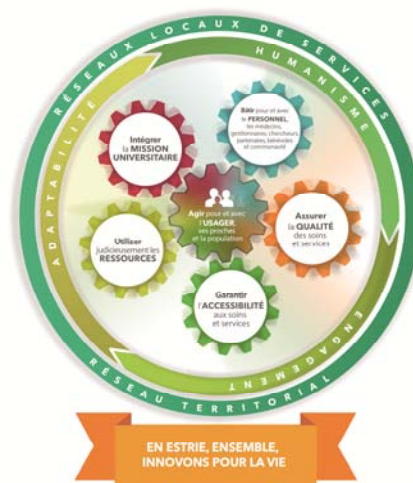 RÉSEAUX LOCAUX DE SERVICES
HUMANISME
ADAPTABILITÉ
Bâtir pour et avec
le PERSONNEL,
les médecins,
gestionnaires, chercheurs,
partenaires, bénévoles
et communauté
Intégrer
la MISSION
UNIVERSITAIRE
Agir pour et avec
l'USAGER,
ses proches
et la population
Assurer
la QUALITÉ
des soins
et services
Utiliser
judicieusement les
RESSOURCES
Garantir
l'ACCESSIBILITÉ
aux soins
et services
ENGAGEMENT
RÉSEAU TERRITORIAL
EN ESTRIE, ENSEMBLE,
INNOVONS POUR LA VIE